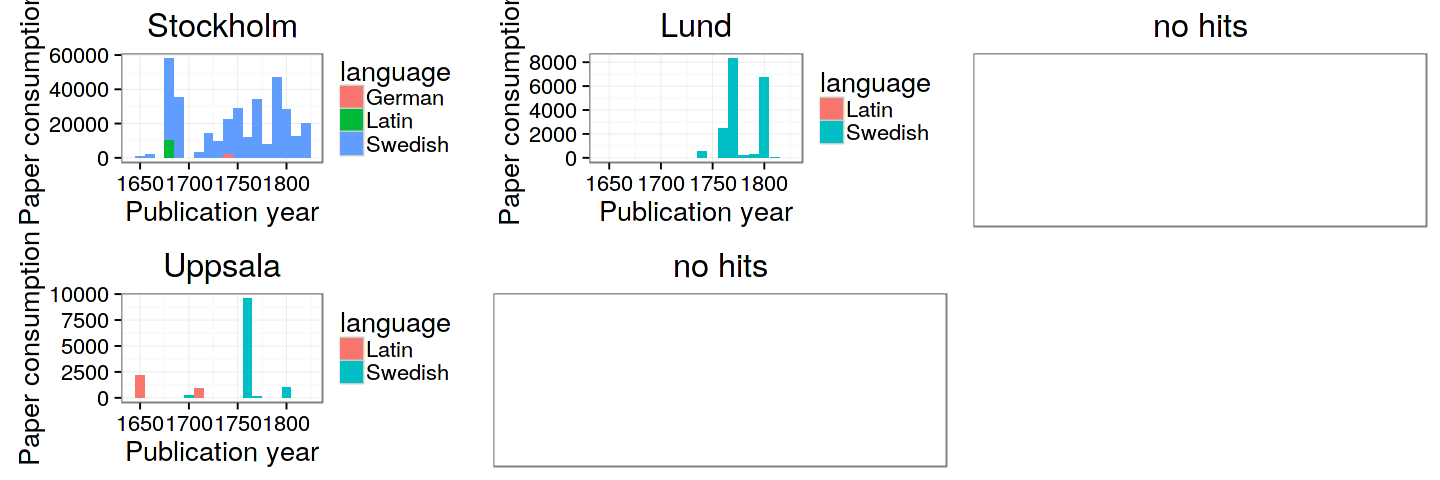 Stockholm
Paper consumption
60000
40000
20000
0
1650 1700 1750 1800
Publication year
language
German
Latin
Swedish
Lund
Paper consumption
8000
6000
4000
2000
0
1650 1700 1750 1800
Publication year
language
Latin
Swedish
no hits
Uppsala
Paper consumption
10000
7500
5000
2500
0
1650 1700 1750 1800
Publication year
language
Latin
Swedish
no hits